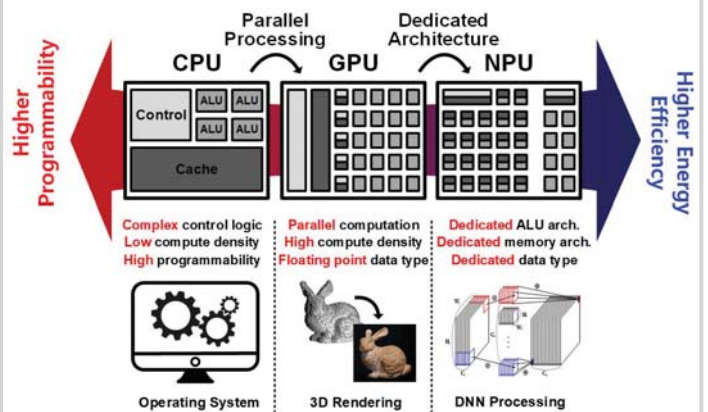 Parallel
Processing
Dedicated
Architecture
CPU
GPU
NPU
Higher
Programmability
Control
ALU
ALU
ALU
ALU
Cache
Higher Energy
Efficiency
Complex control logic
Low compute density
High programmability
Parallel computation
High compute density
Floating point data type
Dedicated ALU arch.
Dedicated memory arch.
Dedicated data type
Operating System
3D Rendering
DNN Processing